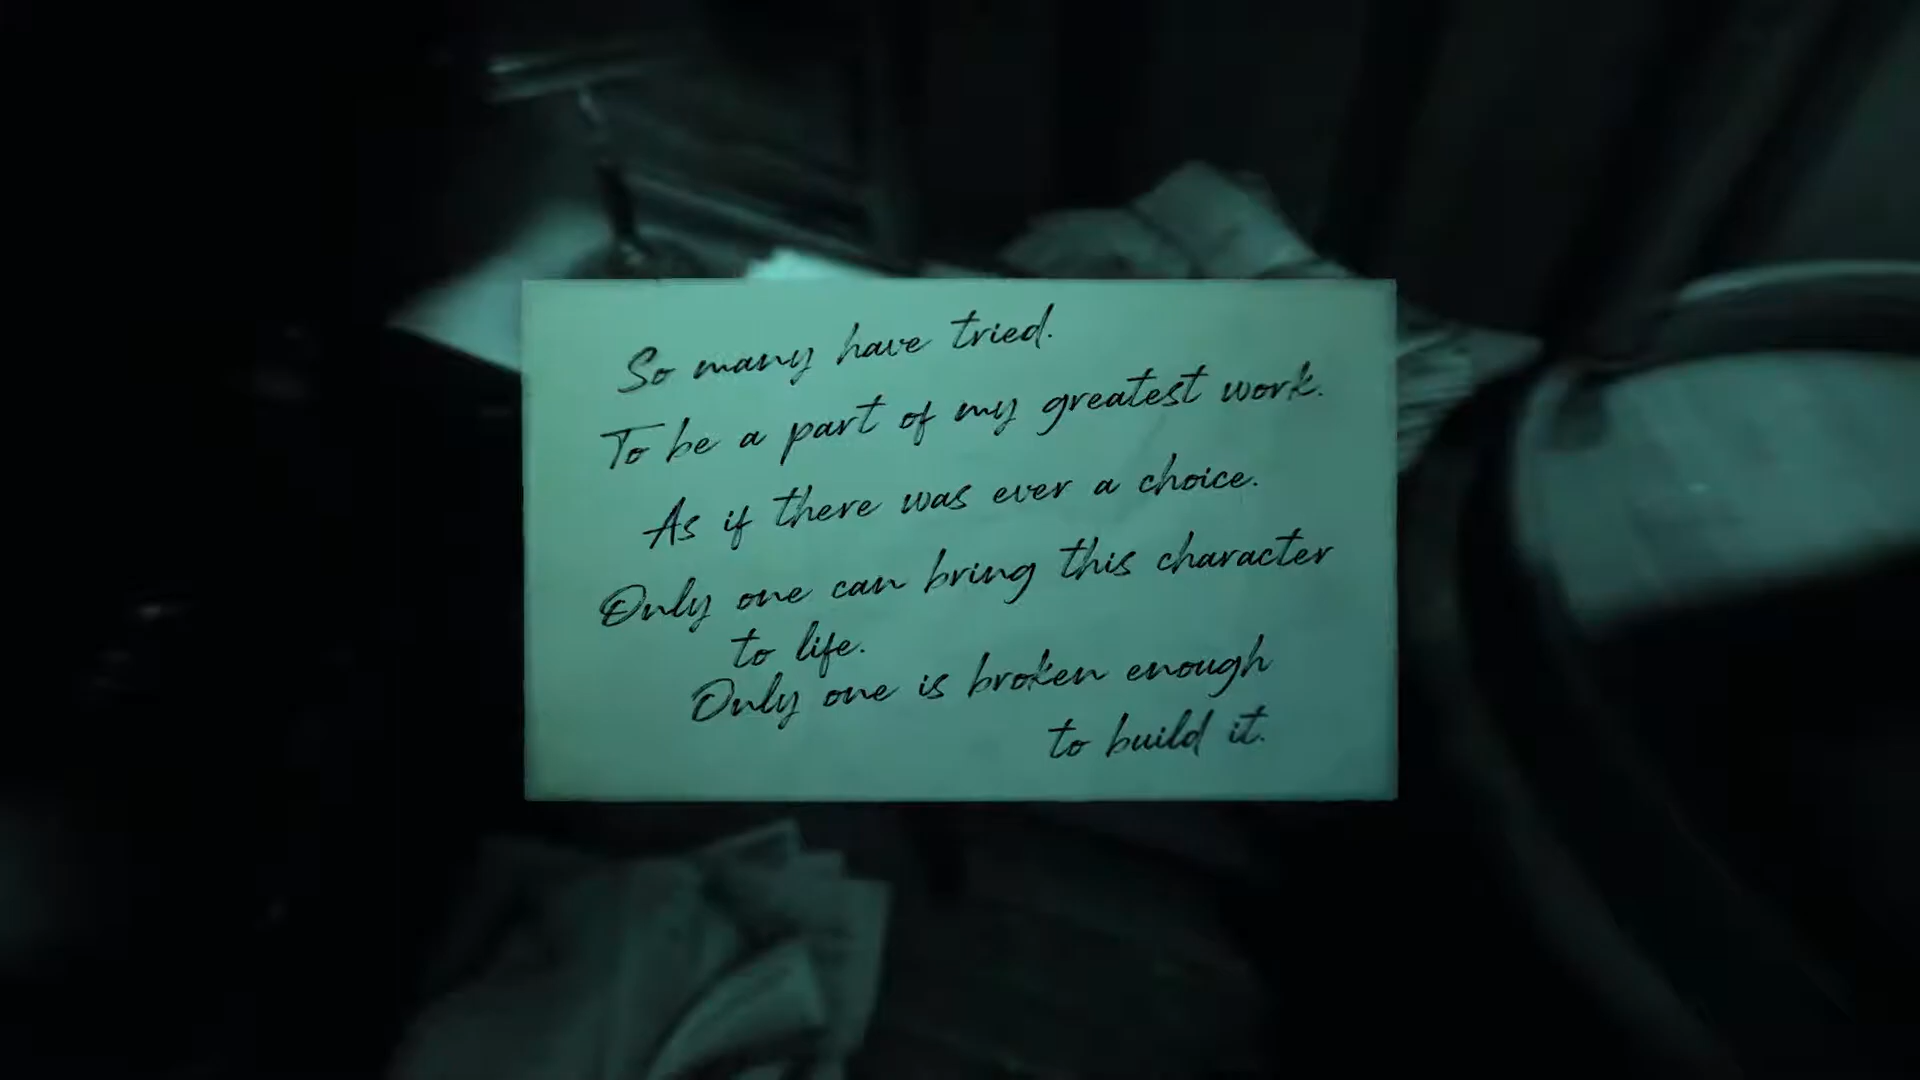 So many have tried.
To be a part of my greatest work.
As if there was ever a choice.
Only one can bring this character
to life.
Only one is broken enough
to build it.